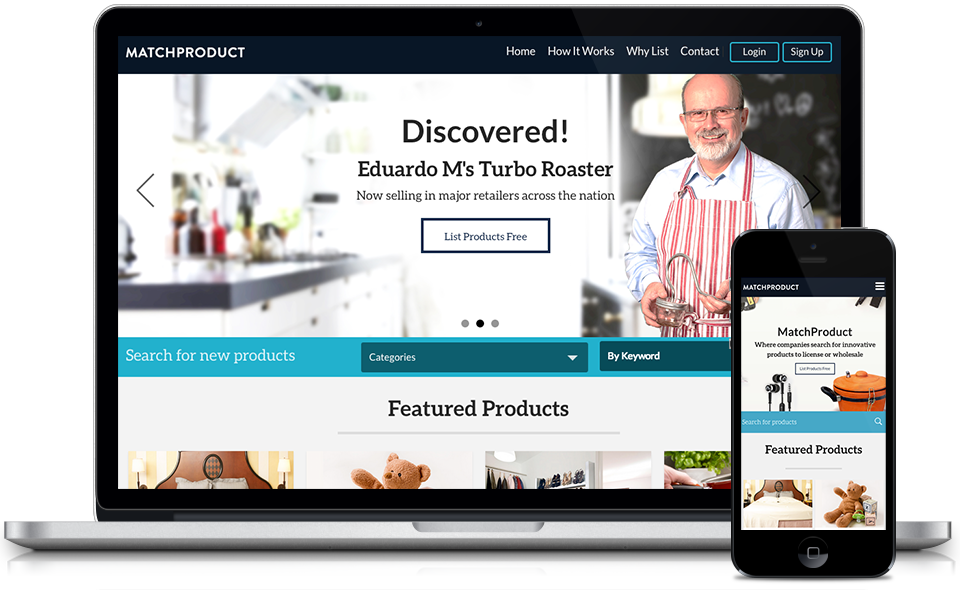 MATCHPRODUCT
Home How It Works Why List Contact Login Sign Up
Discovered!
Eduardo M's Turbo Roaster
Now selling in major retailers across the nation
List Products Free
Search for new products Categories By Keyword
Featured Products
MATCHPRODUCT
MatchProduct
Where companies search for innovative
products to license or wholesale
List Products Free
Search for products
Featured Products